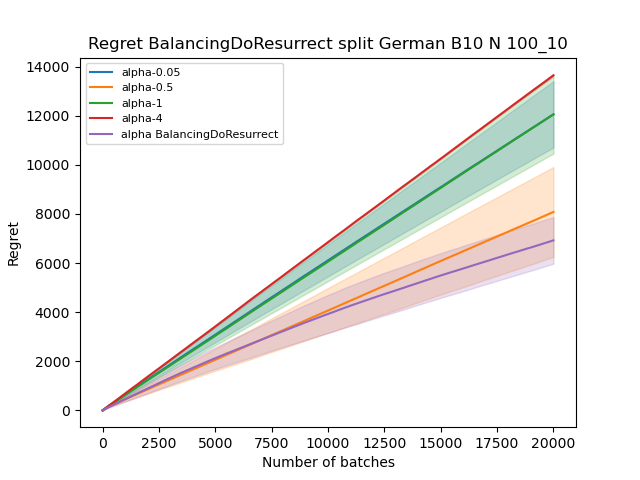 Regret BalancingDoResurrect split German B10 N 100_10
14000
12000
10000
8000
6000
4000
2000
0
Regret
alpha-0.05
alpha-0.5
alpha-1
alpha-4
alpha BalancingDoResurrect
0 2500 5000 7500 10000 12500 15000 17500 20000
Number of batches